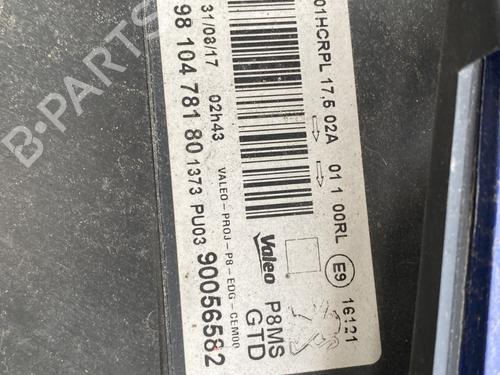 01HCRPL 17,5 02A
01 1 00RL
E9
16121
31/08/17 02h43
Valeo P8MS
GTD
VALEO-PROJ-P8-EDG-CEM00
98 104 781 80 1373 PU03 90056582
B-PARTS